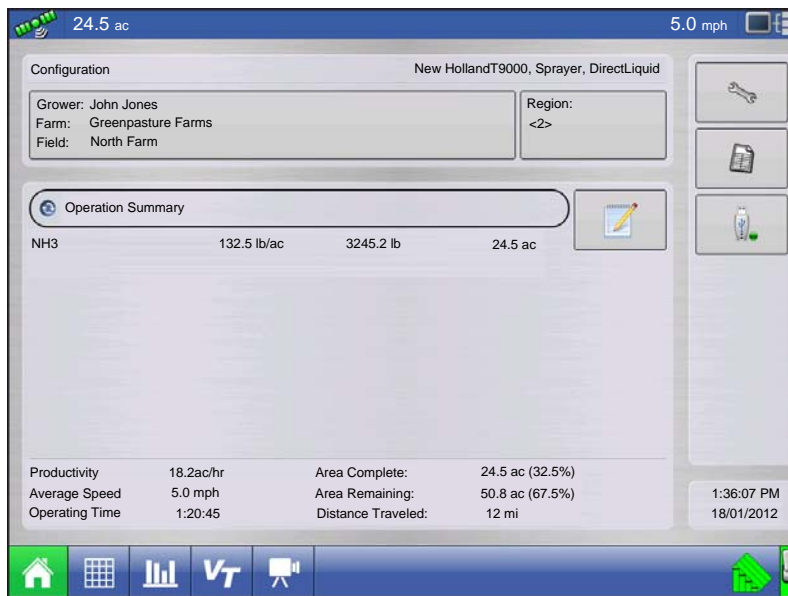 24.5 ac 5.0 mph
Configuration New HollandT9000, Sprayer, DirectLiquid
Grower: John Jones
Farm: Greenpasture Farms
Field: North Farm
Region:
<2>
Operation Summary
NH3 132.5 lb/ac 3245.2 lb 24.5 ac
Productivity 18.2ac/hr Area Complete: 24.5 ac (32.5%)
Average Speed 5.0 mph Area Remaining: 50.8 ac (67.5%)
Operating Time 1:20:45 Distance Traveled: 12 mi
1:36:07 PM
18/01/2012
VT